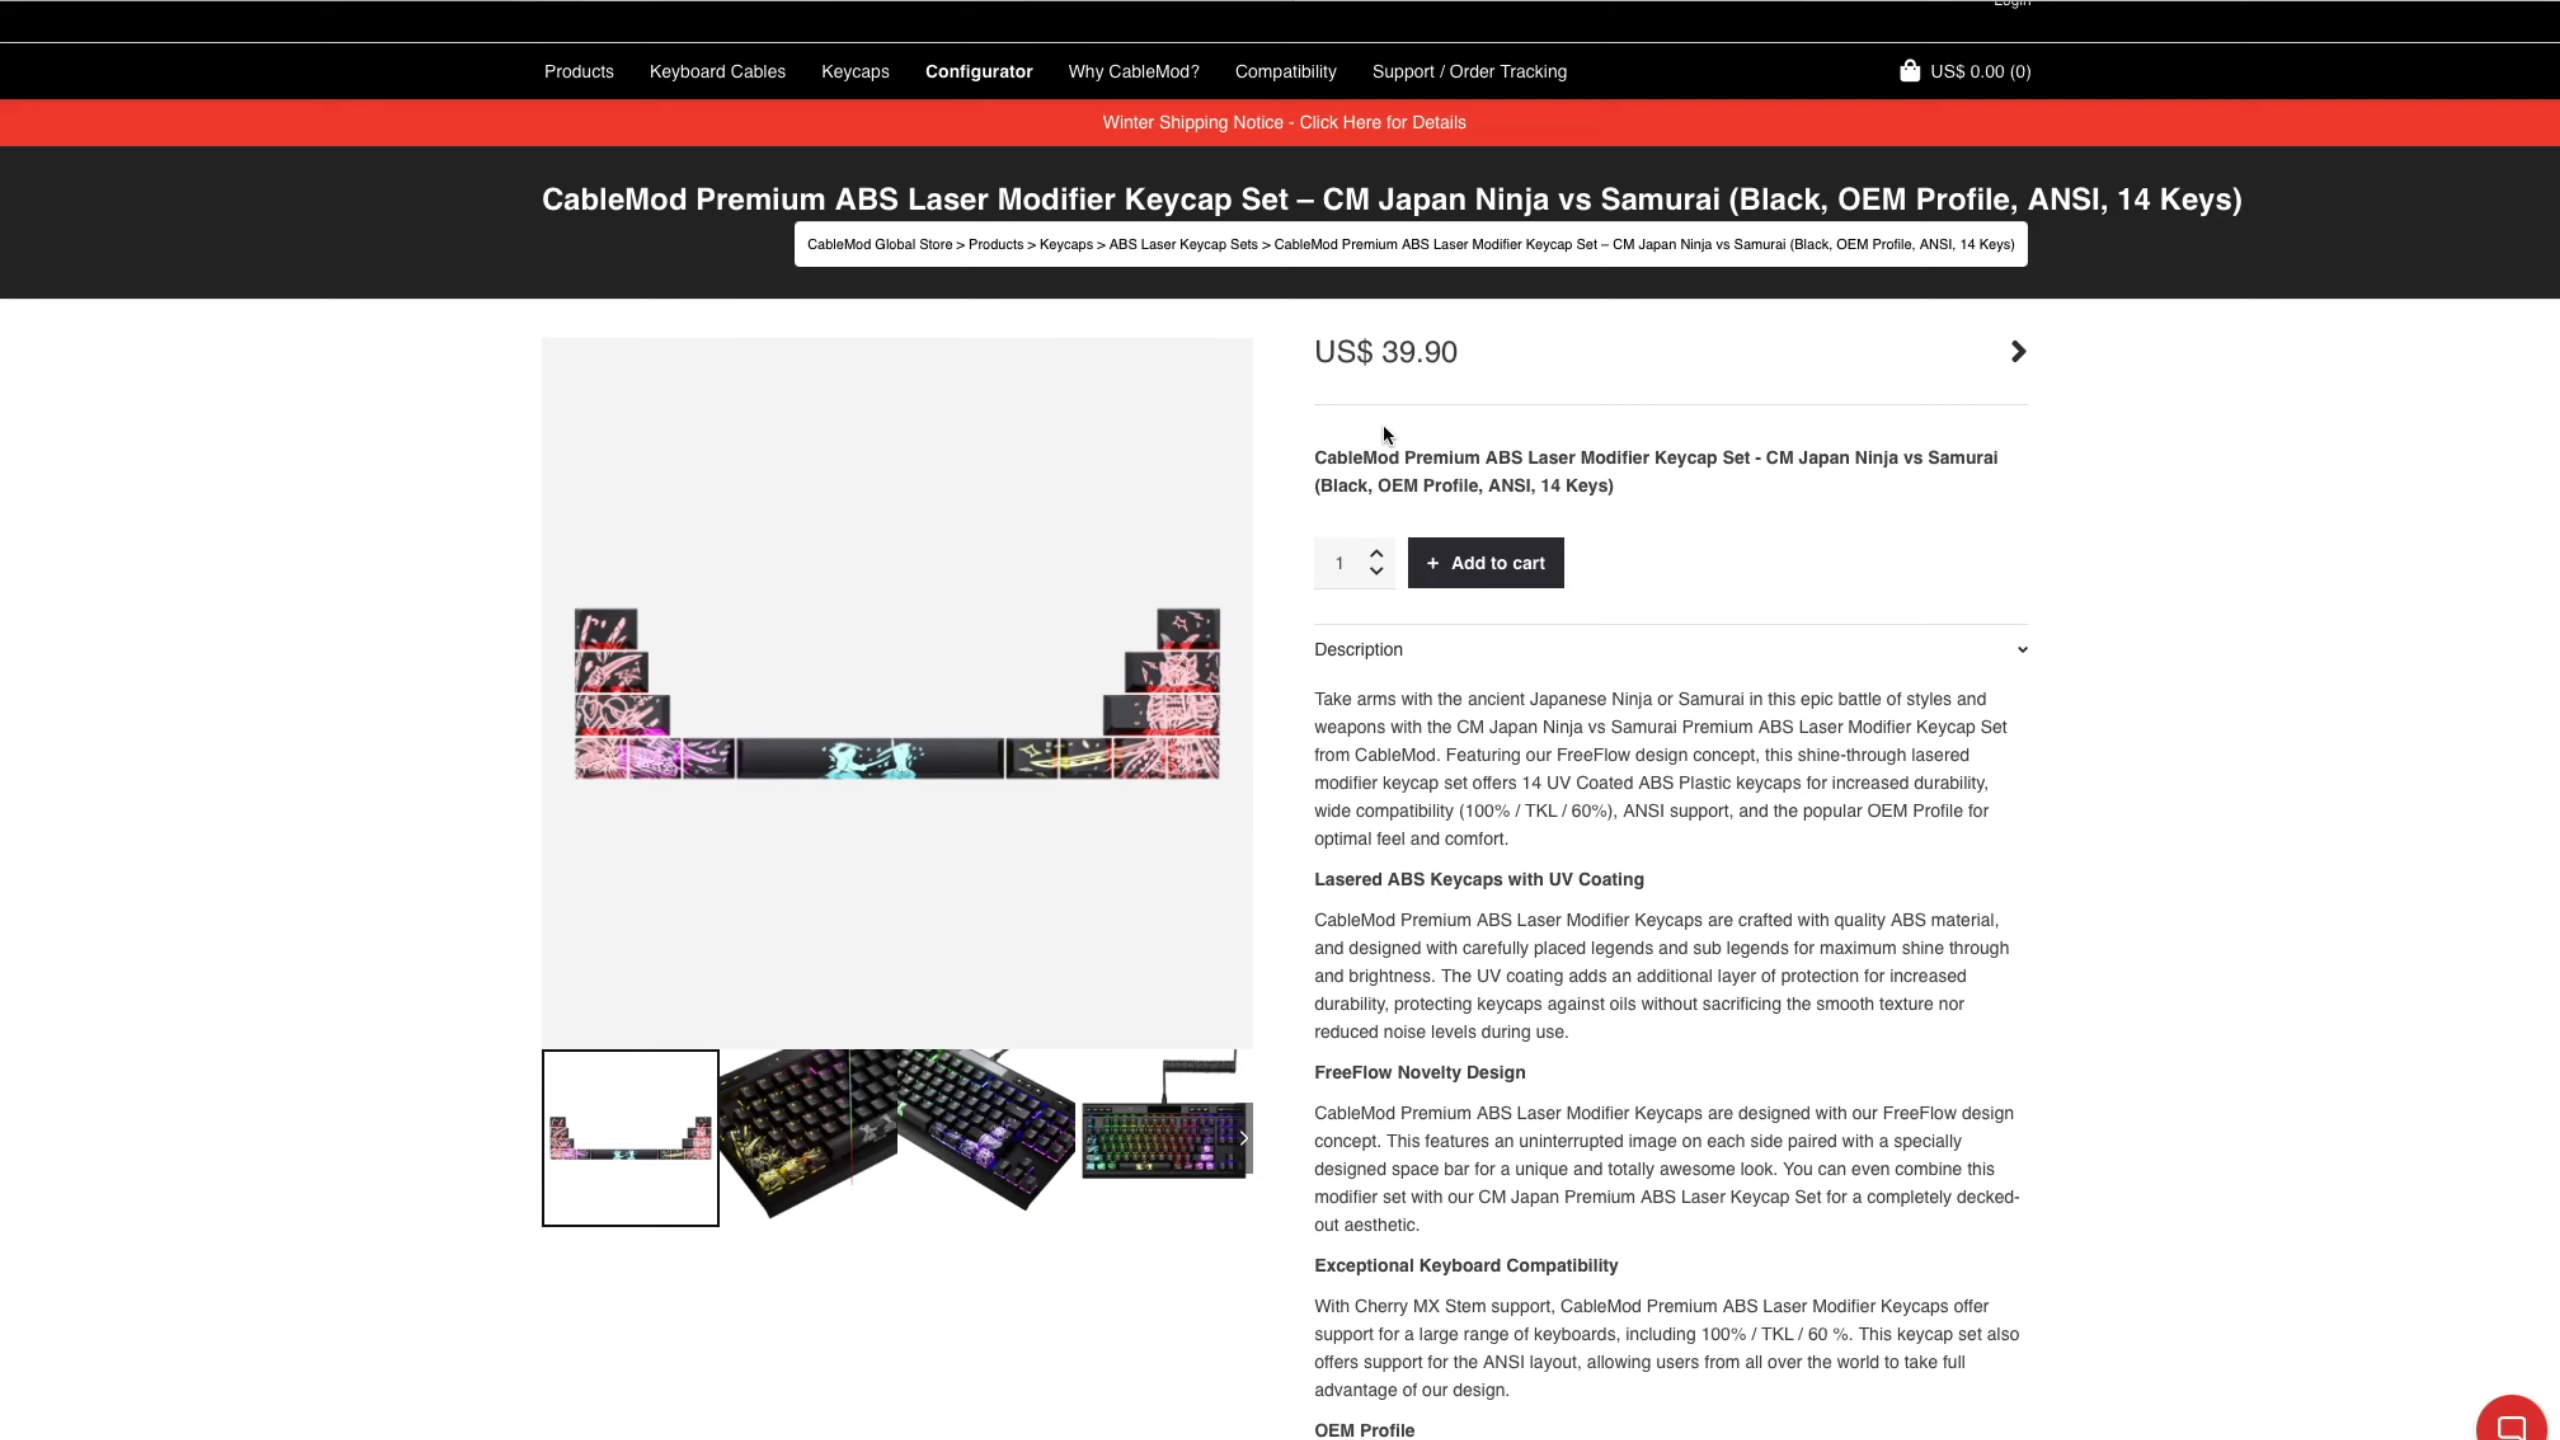 Login
Products Keyboard Cables Keycaps Configurator Why CableMod? Compatibility Support / Order Tracking US$ 0.00 (0)
Winter Shipping Notice - Click Here for Details
CableMod Premium ABS Laser Modifier Keycap Set – CM Japan Ninja vs Samurai (Black, OEM Profile, ANSI, 14 Keys)
CableMod Global Store > Products > Keycaps > ABS Laser Keycap Sets > CableMod Premium ABS Laser Modifier Keycap Set – CM Japan Ninja vs Samurai (Black, OEM Profile, ANSI, 14 Keys)
US$ 39.90
CableMod Premium ABS Laser Modifier Keycap Set - CM Japan Ninja vs Samurai
(Black, OEM Profile, ANSI, 14 Keys)
1 + Add to cart
Description
Take arms with the ancient Japanese Ninja or Samurai in this epic battle of styles and
weapons with the CM Japan Ninja vs Samurai Premium ABS Laser Modifier Keycap Set
from CableMod. Featuring our FreeFlow design concept, this shine-through lasered
modifier keycap set offers 14 UV Coated ABS Plastic keycaps for increased durability,
wide compatibility (100% / TKL / 60%), ANSI support, and the popular OEM Profile for
optimal feel and comfort.
Lasered ABS Keycaps with UV Coating
CableMod Premium ABS Laser Modifier Keycaps are crafted with quality ABS material,
and designed with carefully placed legends and sub legends for maximum shine through
and brightness. The UV coating adds an additional layer of protection for increased
durability, protecting keycaps against oils without sacrificing the smooth texture nor
reduced noise levels during use.
FreeFlow Novelty Design
CableMod Premium ABS Laser Modifier Keycaps are designed with our FreeFlow design
concept. This features an uninterrupted image on each side paired with a specially
designed space bar for a unique and totally awesome look. You can even combine this
modifier set with our CM Japan Premium ABS Laser Keycap Set for a completely decked-
out aesthetic.
Exceptional Keyboard Compatibility
With Cherry MX Stem support, CableMod Premium ABS Laser Modifier Keycaps offer
support for a large range of keyboards, including 100% / TKL / 60 %. This keycap set also
offers support for the ANSI layout, allowing users from all over the world to take full
advantage of our design.
OEM Profile